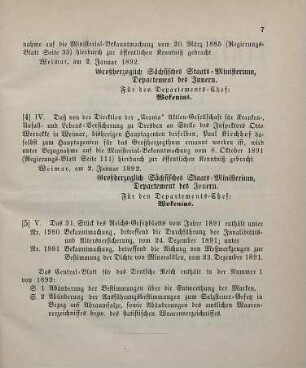 7
nahme auf die Ministerial-Bekanntmachung vom 20. März 1885 (Regierungs-
Blatt Seite 35) hierdurch zur öffentlichen Kenntniß gebracht.
Weimar, am 2. Januar 1892.
Großherzoglich Sächsisches Staats-Ministerium,
Departement des Innern.
Für den Departements-Chef:
Wokenius.
[4] IV. Daß von der Direktion der „Urania" Aktien-Gesellschaft für Kranken-,
Unfall- und Lebens-Versicherung zu Dresden an Stelle des Inspektors Otto
Wernekke in Weimar, bisherigen Hauptagenten, Paul Kirchhof da-
selbst zum Hauptagenten für das Großherzogthum ernannt worden ist, wird
unter Bezugnahme auf die Ministerial-Bekanntmachung vom 8. Oktober 1891
(Regierungs-Blatt Seite 111) hierdurch zur öffentlichen Kenntniß gebracht.
Weimar, am 2. Januar 1892.
Großherzoglich Sächsisches Staats-Ministerium,
Departement des Innern.
Für den Departements-Chef:
Wokenius.
[5] V. Das 31. Stück des Reichs-Gesetzblatts vom Jahre 1891 enthält unter
Nr. 1980 Bekanntmachung, betreffend die Durchführung der Invaliditäts-
und Altersversicherung, vom 24. Dezember 1891; unter
Nr. 1981 Bekanntmachung, betreffend die Meßwerkzeuge zur
Bestimmung der Dichte von Mineralölen, vom 23. Dezember 1891.
Das Central-Blatt für das Deutsche Reich enthält in der Nummer 1
von 1892:
S. 1 Abänderung der Bestimmungen über die Entwerthung der Marken,
S. 2 Abänderung der Ausführungsbestimmungen zum Salzsteuer-Gesetz in
Bezug auf Abraumsalze, sowie Aenderungen des amtlichen Waaren-
verzeichnisses bez. des statistischen Waarenverzeichnisses.